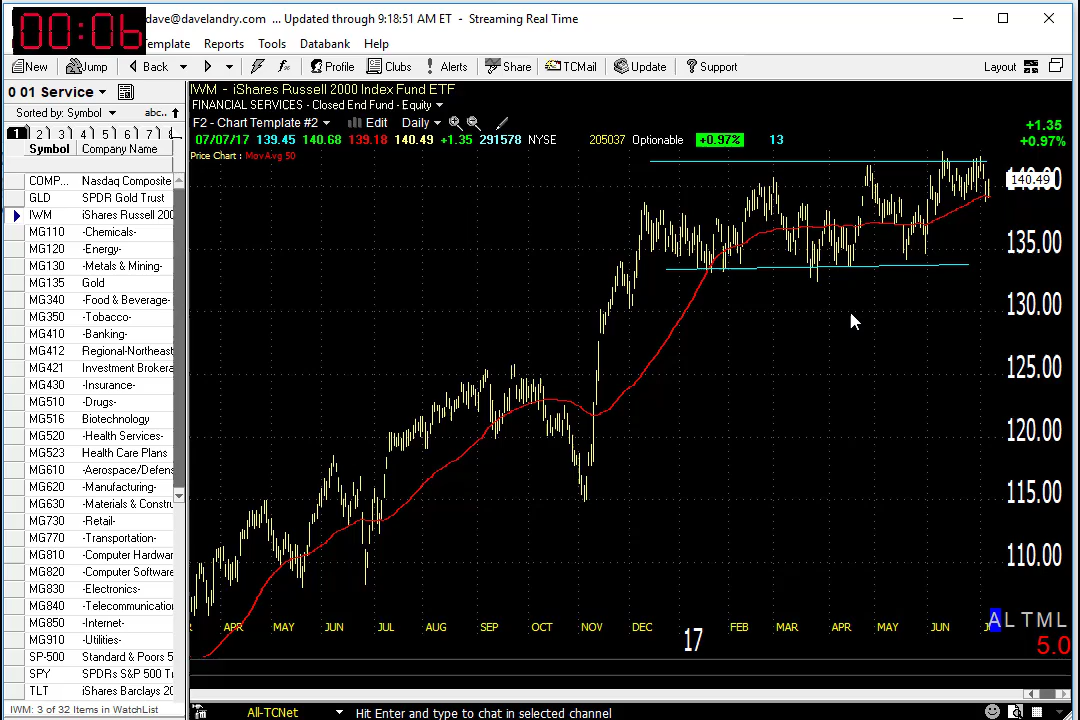 00:06
dave@davelandry.com ... Updated through 9:18:51 AM ET - Streaming Real Time
emplate Reports Tools Databank Help
New Jump Back Profile Clubs Alerts Share TCMail Update Support Layout
0 01 Service
Sorted by: Symbol abc..
1 2 3 4 5 6 7
Symbol Company Name
COMP... Nasdaq Composite
GLD SPDR Gold Trust
IWM iShares Russell 200
MG110 -Chemicals-
MG120 -Energy-
MG130 -Metals & Mining-
MG135 Gold
MG340 -Food & Beverage-
MG350 -Tobacco-
MG410 -Banking-
MG412 Regional-Northeast
MG421 Investment Brokera
MG430 -Insurance-
MG510 -Drugs-
MG516 Biotechnology
MG520 -Health Services-
MG523 Health Care Plans
MG610 -Aerospace/Defens
MG620 -Manufacturing-
MG630 -Materials & Constru
MG730 -Retail-
MG770 -Transportation-
MG810 -Computer Hardwar
MG820 -Computer Software
MG830 -Electronics-
MG840 -Telecommunication
MG850 -Internet-
MG910 -Utilities-
SP-500 Standard & Poors 5
SPY SPDRs S&P 500 Tr
TLT iShares Barclays 20
IWM: 3 of 32 Items in WatchList
IWM - iShares Russell 2000 Index Fund ETF
FINANCIAL SERVICES - Closed End Fund - Equity
F2 - Chart Template #2 Edit Daily
07/07/17 139.45 140.68 139.18 140.49 +1.35 291578 NYSE 205037 Optionable +0.97% 13
+1.35
+0.97%
Price Chart : MovAvg 50
140.49
135.00
130.00
125.00
120.00
115.00
110.00
APR MAY JUN JUL AUG SEP OCT NOV DEC 17 FEB MAR APR MAY JUN
A L T M L
5.0
All-TCNet Hit Enter and type to chat in selected channel